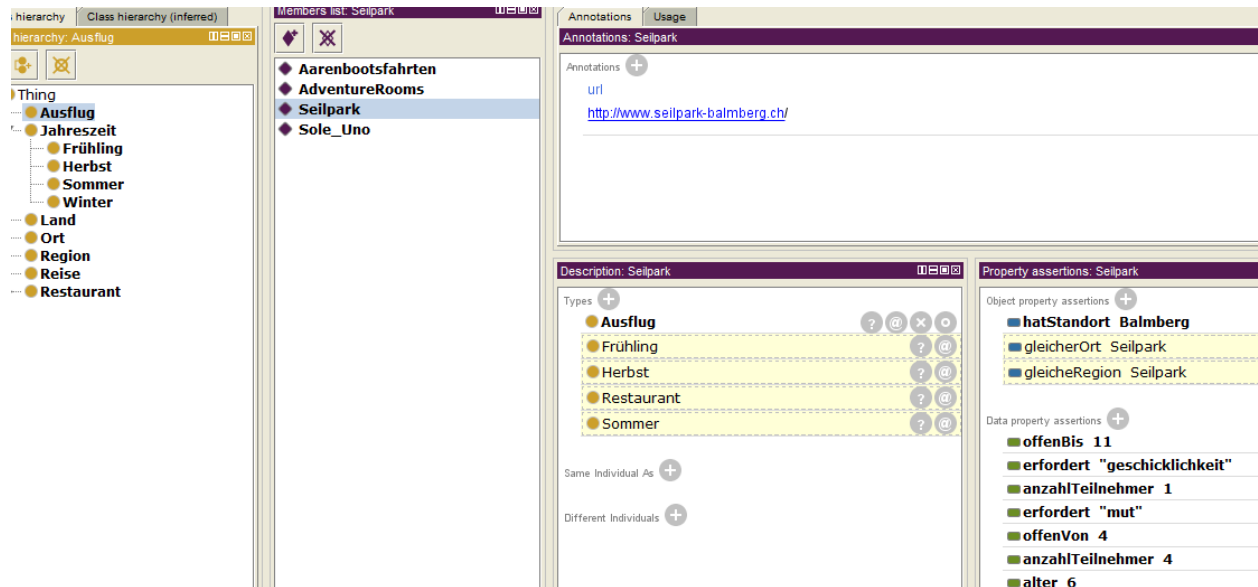 hierarchy
Class hierarchy (inferred)
hierarchy: Ausflug
Thing
Ausflug
Jahreszeit
Frühling
Herbst
Sommer
Winter
Land
Ort
Region
Reise
Restaurant
Members list: Seilpark
Aarenbootsfahrten
AdventureRooms
Seilpark
Sole_Uno
Annotations
Usage
Annotations: Seilpark
Annotations
url
http://www.seilpark-balmberg.ch/
Description: Seilpark
Types
Ausflug
Frühling
Herbst
Restaurant
Sommer
Same Individual As
Different Individuals
Property assertions: Seilpark
Object property assertions
hatStandort Balmberg
gleicherOrt Seilpark
gleicheRegion Seilpark
Data property assertions
offenBis 11
erfordert "geschicklichkeit"
anzahlTeilnehmer 1
erfordert "mut"
offenVon 4
anzahlTeilnehmer 4
alter 6